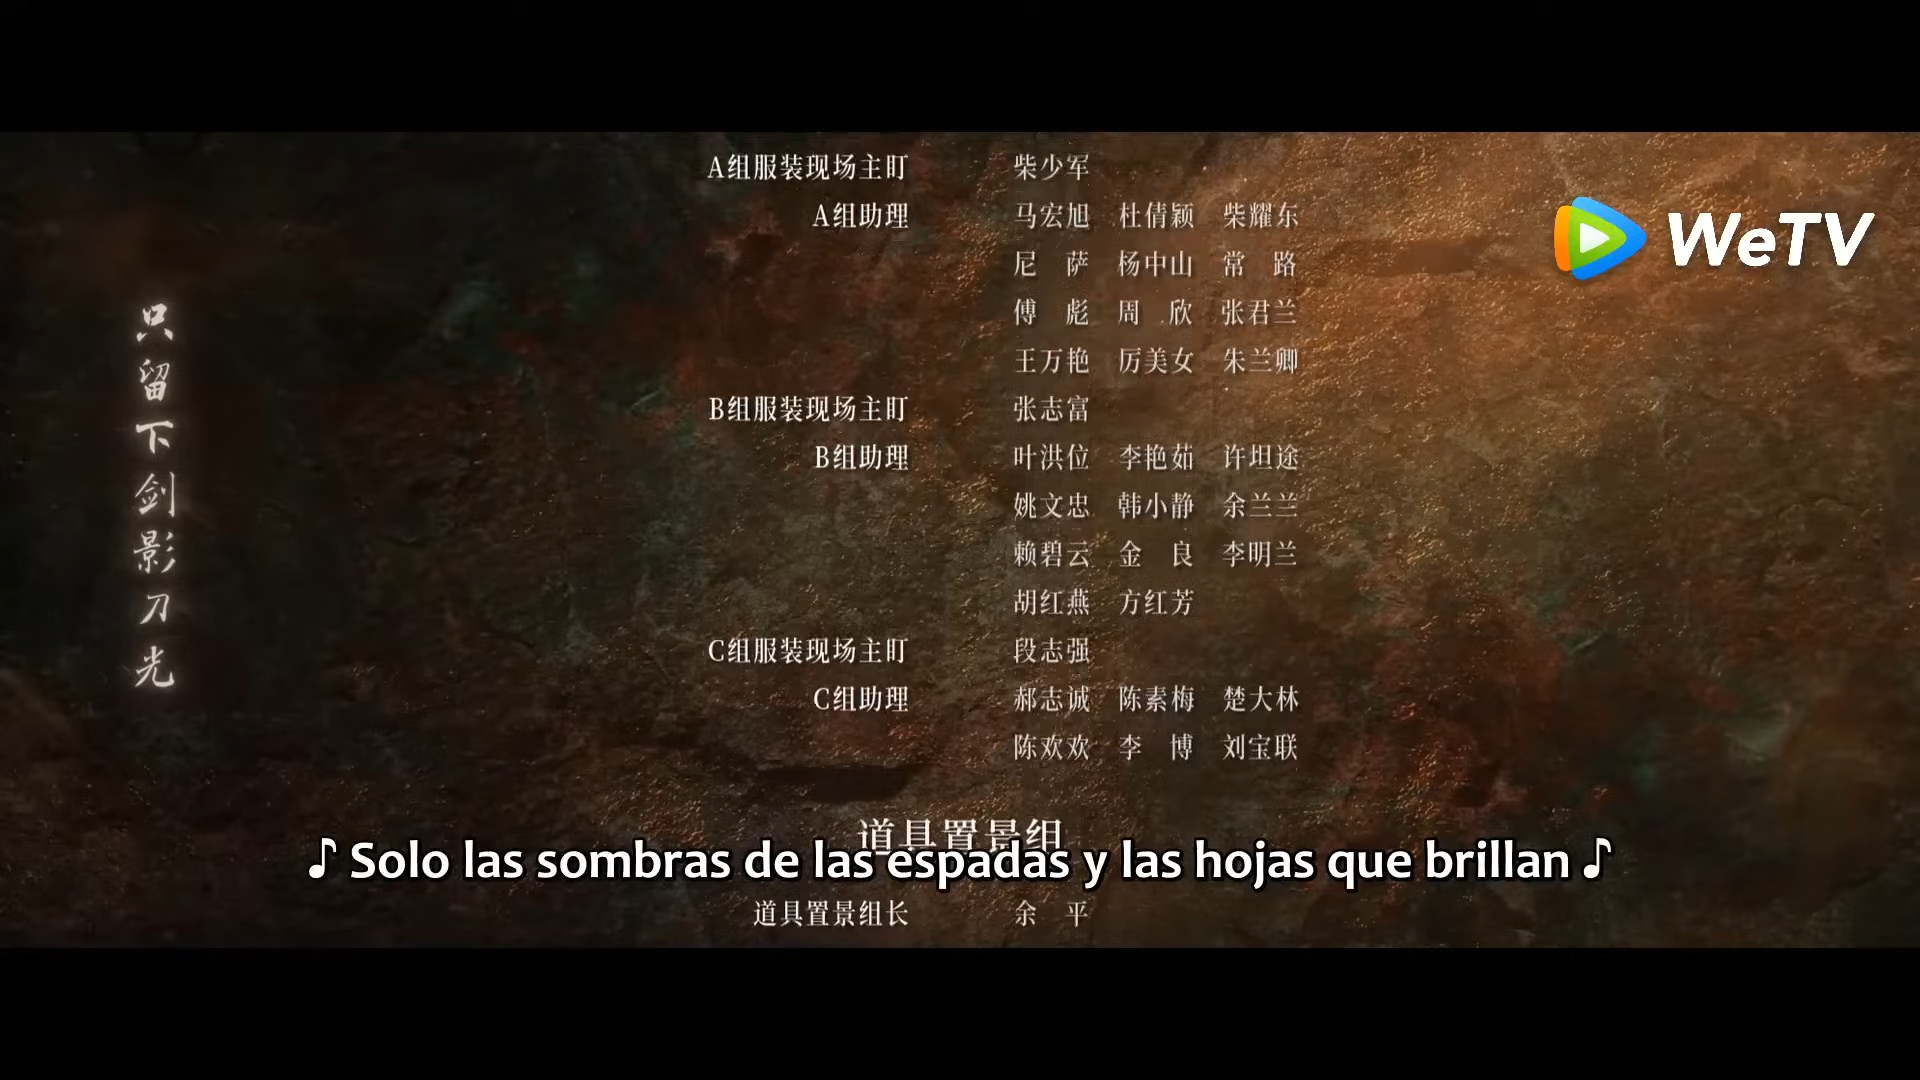 A组服装现场主盯 柴少军
A组助理 马宏旭 杜倩颖 柴耀东
尼 萨 杨中山 常 路
傅 彪 周 欣 张君兰
王万艳 厉美女 朱兰卿
B组服装现场主盯 张志富
B组助理 叶洪位 李艳茹 许坦途
姚文忠 韩小静 余兰兰
赖碧云 金 良 李明兰
胡红燕 方红芳
C组服装现场主盯 段志强
C组助理 郝志诚 陈素梅 楚大林
陈欢欢 李 博 刘宝联
道具置景组
道具置景组长 余 平
只留下剑影刀光
WeTV
♪ Solo las sombras de las espadas y las hojas que brillan ♪